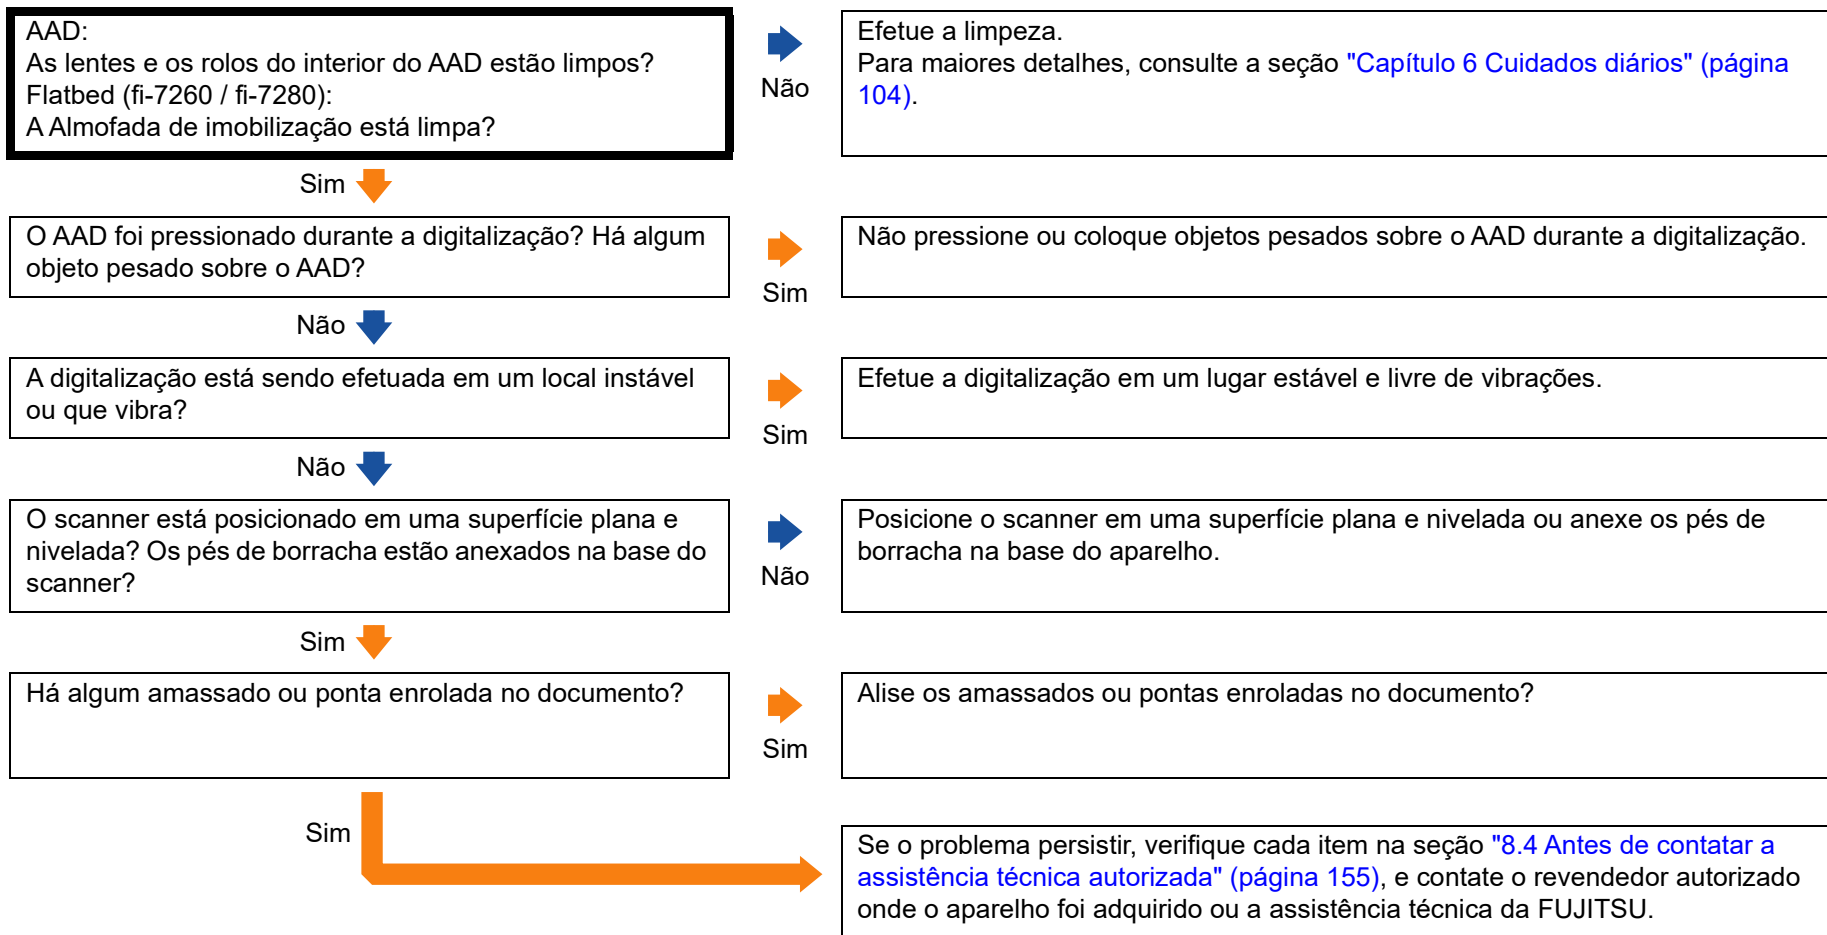 AAD:
As lentes e os rolos do interior do AAD estão limpos?
Flatbed (fi-7260 / fi-7280):
A Almofada de imobilização está limpa?
Não
Efetue a limpeza.
Para maiores detalhes, consulte a seção "Capítulo 6 Cuidados diários" (página
104).
Sim
O AAD foi pressionado durante a digitalização? Há algum
objeto pesado sobre o AAD?
Sim
Não pressione ou coloque objetos pesados sobre o AAD durante a digitalização.
Não
A digitalização está sendo efetuada em um local instável
ou que vibra?
Sim
Efetue a digitalização em um lugar estável e livre de vibrações.
Não
O scanner está posicionado em uma superfície plana e
nivelada? Os pés de borracha estão anexados na base do
scanner?
Não
Posicione o scanner em uma superfície plana e nivelada ou anexe os pés de
borracha na base do aparelho.
Sim
Há algum amassado ou ponta enrolada no documento?
Sim
Alise os amassados ou pontas enroladas no documento?
Sim
Se o problema persistir, verifique cada item na seção "8.4 Antes de contatar a
assistência técnica autorizada" (página 155), e contate o revendedor autorizado
onde o aparelho foi adquirido ou a assistência técnica da FUJITSU.